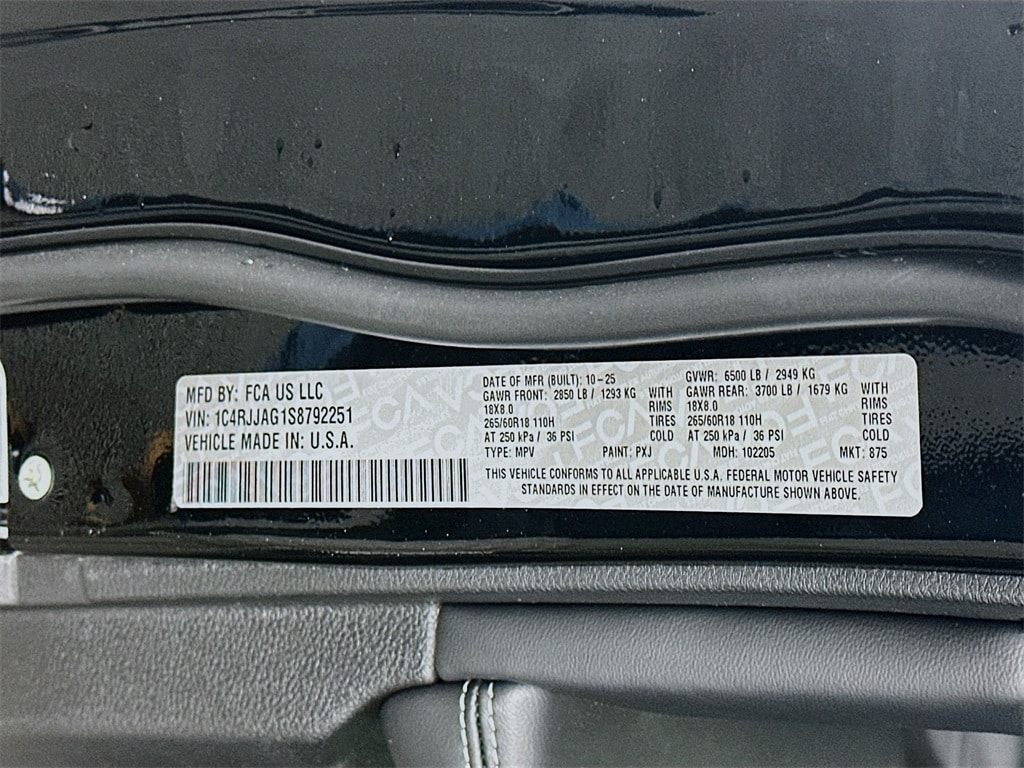 MFD BY: FCA US LLC
VIN: 1C4RJJAG1S8792251
VEHICLE MADE IN: U.S.A.
DATE OF MFR (BUILT): 10-25
GAWR FRONT: 2850 LB / 1293 KG WITH
18X8.0 RIMS
265/60R18 110H TIRES
AT 250 kPa / 36 PSI COLD
TYPE: MPV PAINT: PXJ
GVWR: 6500 LB / 2949 KG
GAWR REAR: 3700 LB / 1679 KG WITH
18X8.0 RIMS
265/60R18 110H TIRES
AT 250 kPa / 36 PSI COLD
MDH: 102205 MKT: 875
THIS VEHICLE CONFORMS TO ALL APPLICABLE U.S.A. FEDERAL MOTOR VEHICLE SAFETY
STANDARDS IN EFFECT ON THE DATE OF MANUFACTURE SHOWN ABOVE.